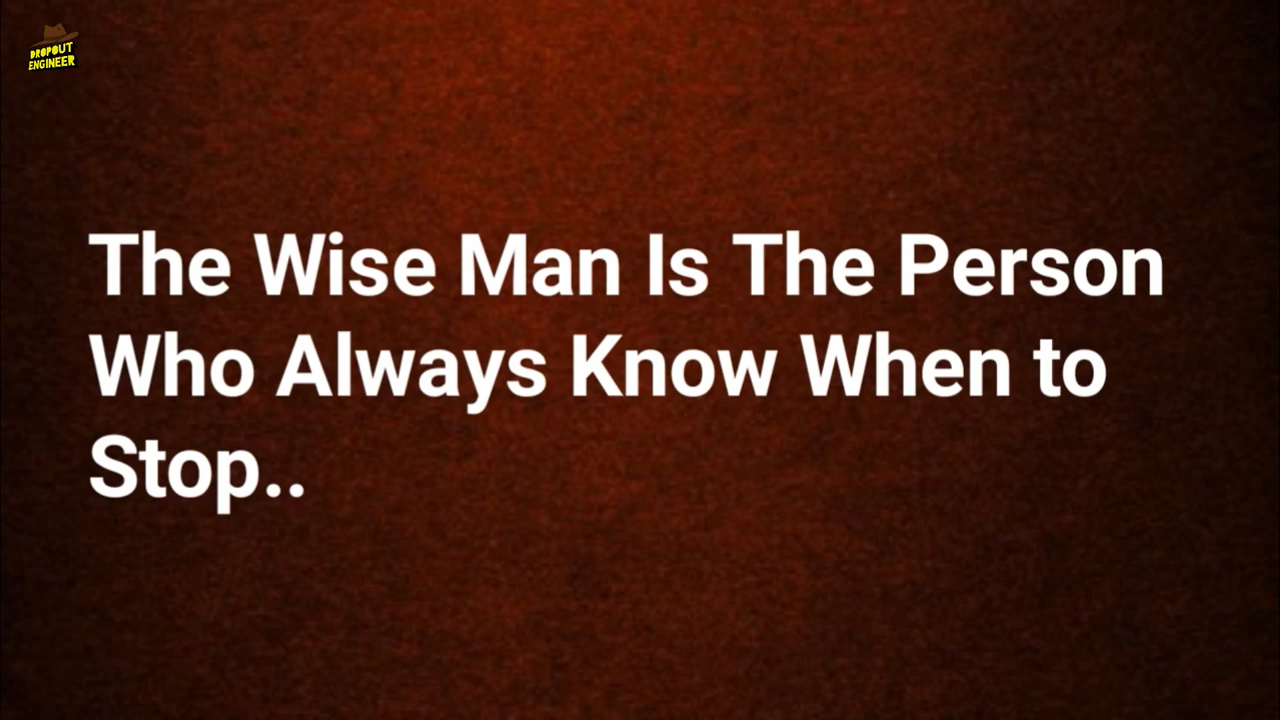 DROPOUT
ENGINEER
The Wise Man Is The Person
Who Always Know When to
Stop..